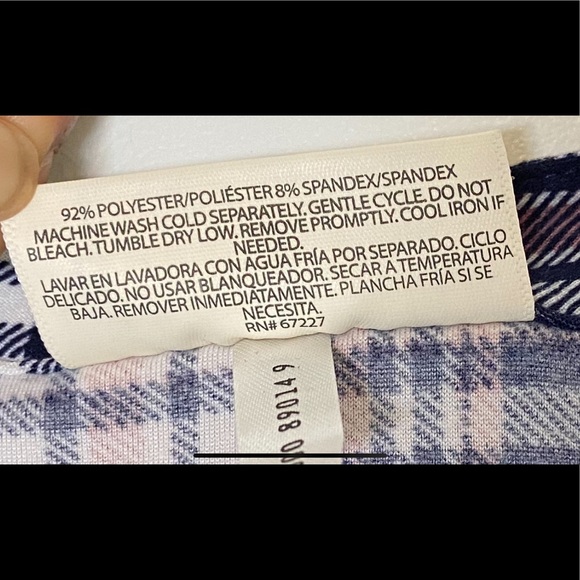 92% POLYESTER/POLIÉSTER 8% SPANDEX/SPANDEX
MACHINE WASH COLD SEPARATELY. GENTLE CYCLE. DO NOT
BLEACH. TUMBLE DRY LOW. REMOVE PROMPTLY. COOL IRON IF
NEEDED.
LAVAR EN LAVADORA CON AGUA FRÍA POR SEPARADO. CICLO
DELICADO. NO USAR BLANQUEADOR. SECAR A TEMPERATURA
BAJA. REMOVER INMEDIATAMENTE. PLANCHA FRÍA SI SE
NECESITA.
RN# 67227
890149